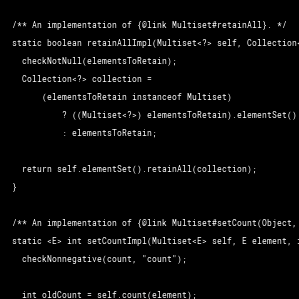 /** An implementation of {@link Multiset#retainAll}. */
static boolean retainAllImpl(Multiset<?> self, Collection<
checkNotNull(elementsToRetain);
Collection<?> collection =
(elementsToRetain instanceof Multiset)
? ((Multiset<?>) elementsToRetain).elementSet()
: elementsToRetain;
return self.elementSet().retainAll(collection);
}
/** An implementation of {@link Multiset#setCount(Object,
static <E> int setCountImpl(Multiset<E> self, E element, i
checkNonnegative(count, "count");
int oldCount = self.count(element);